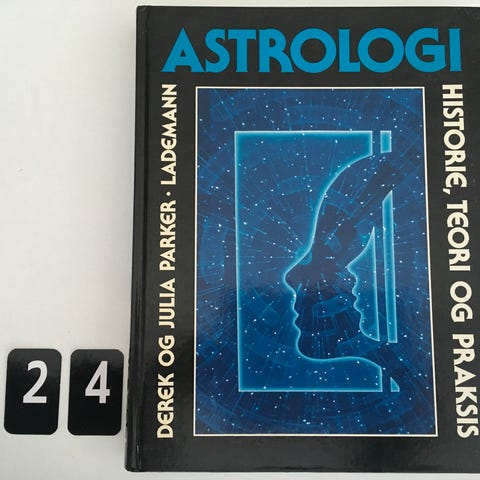 ASTROLOGI
HISTORIE, TEORI OG PRAKSIS
DEREK OG JULIA PARKER · LADEMANN
2 4